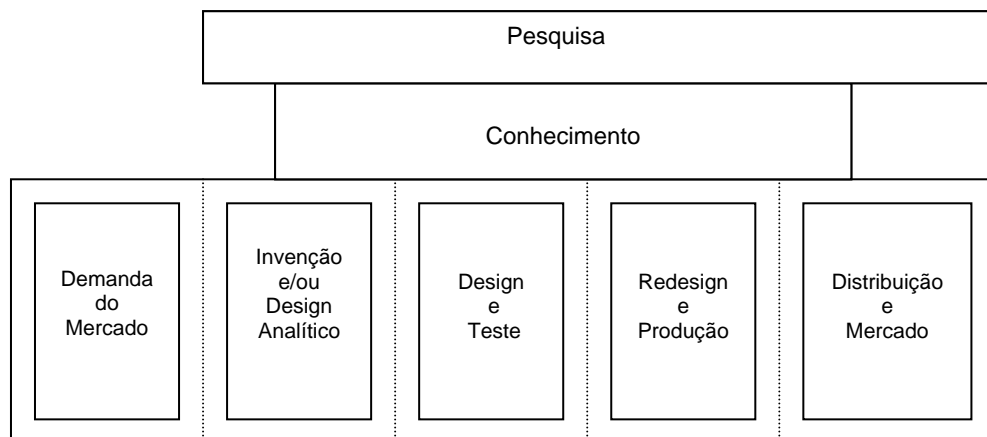 Pesquisa
Conhecimento
Demanda
do
Mercado
Invenção
e/ou
Design
Analítico
Design
e
Teste
Redesign
e
Produção
Distribuição
e
Mercado